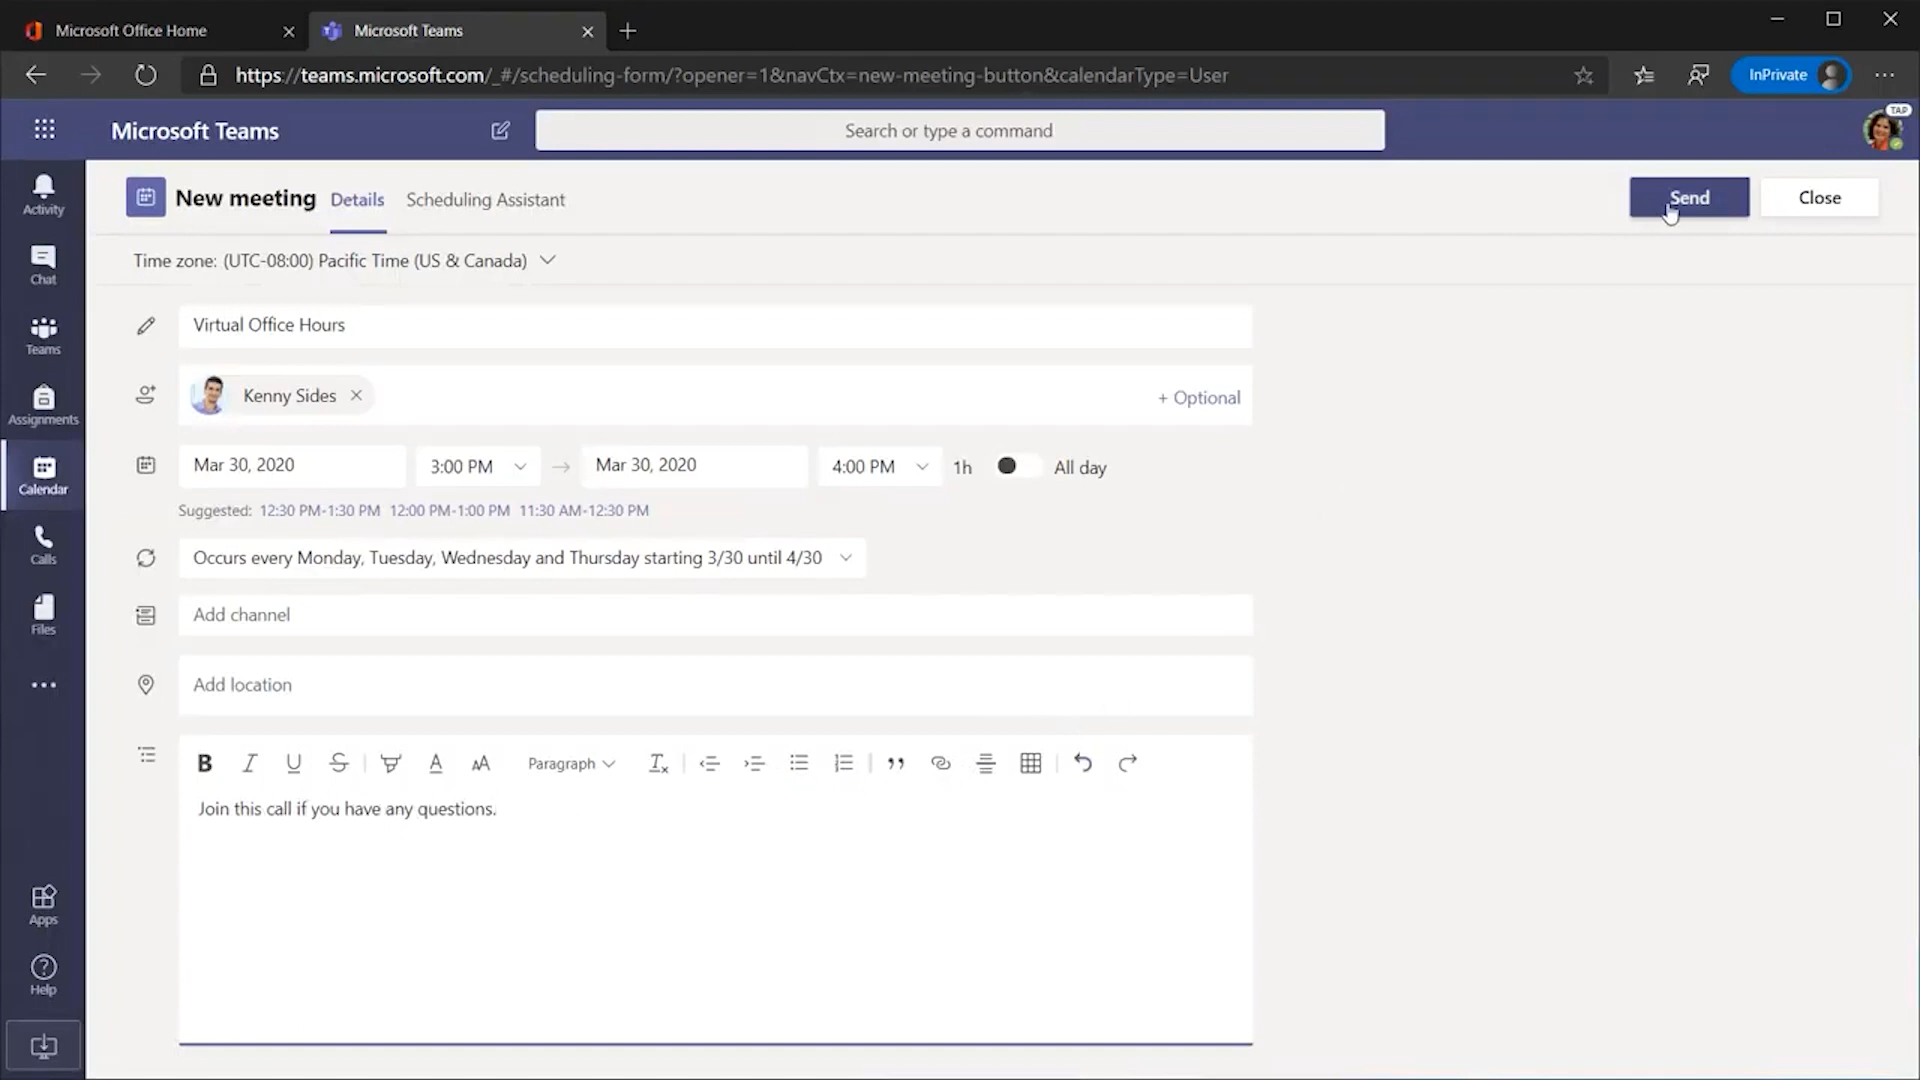 Microsoft Office Home
Microsoft Teams
https://teams.microsoft.com/_#/scheduling-form/?opener=1&navCtx=new-meeting-button&calendarType=User
InPrivate
Microsoft Teams
Search or type a command
TAP
Activity
Chat
Teams
Assignments
Calendar
Calls
Files
Apps
Help
New meeting
Details
Scheduling Assistant
Send
Close
Time zone: (UTC-08:00) Pacific Time (US & Canada)
Virtual Office Hours
Kenny Sides
+ Optional
Mar 30, 2020 3:00 PM → Mar 30, 2020 4:00 PM 1h All day
Suggested: 12:30 PM-1:30 PM 12:00 PM-1:00 PM 11:30 AM-12:30 PM
Occurs every Monday, Tuesday, Wednesday and Thursday starting 3/30 until 4/30
Add channel
Add location
B I U S A AA Paragraph
Join this call if you have any questions.